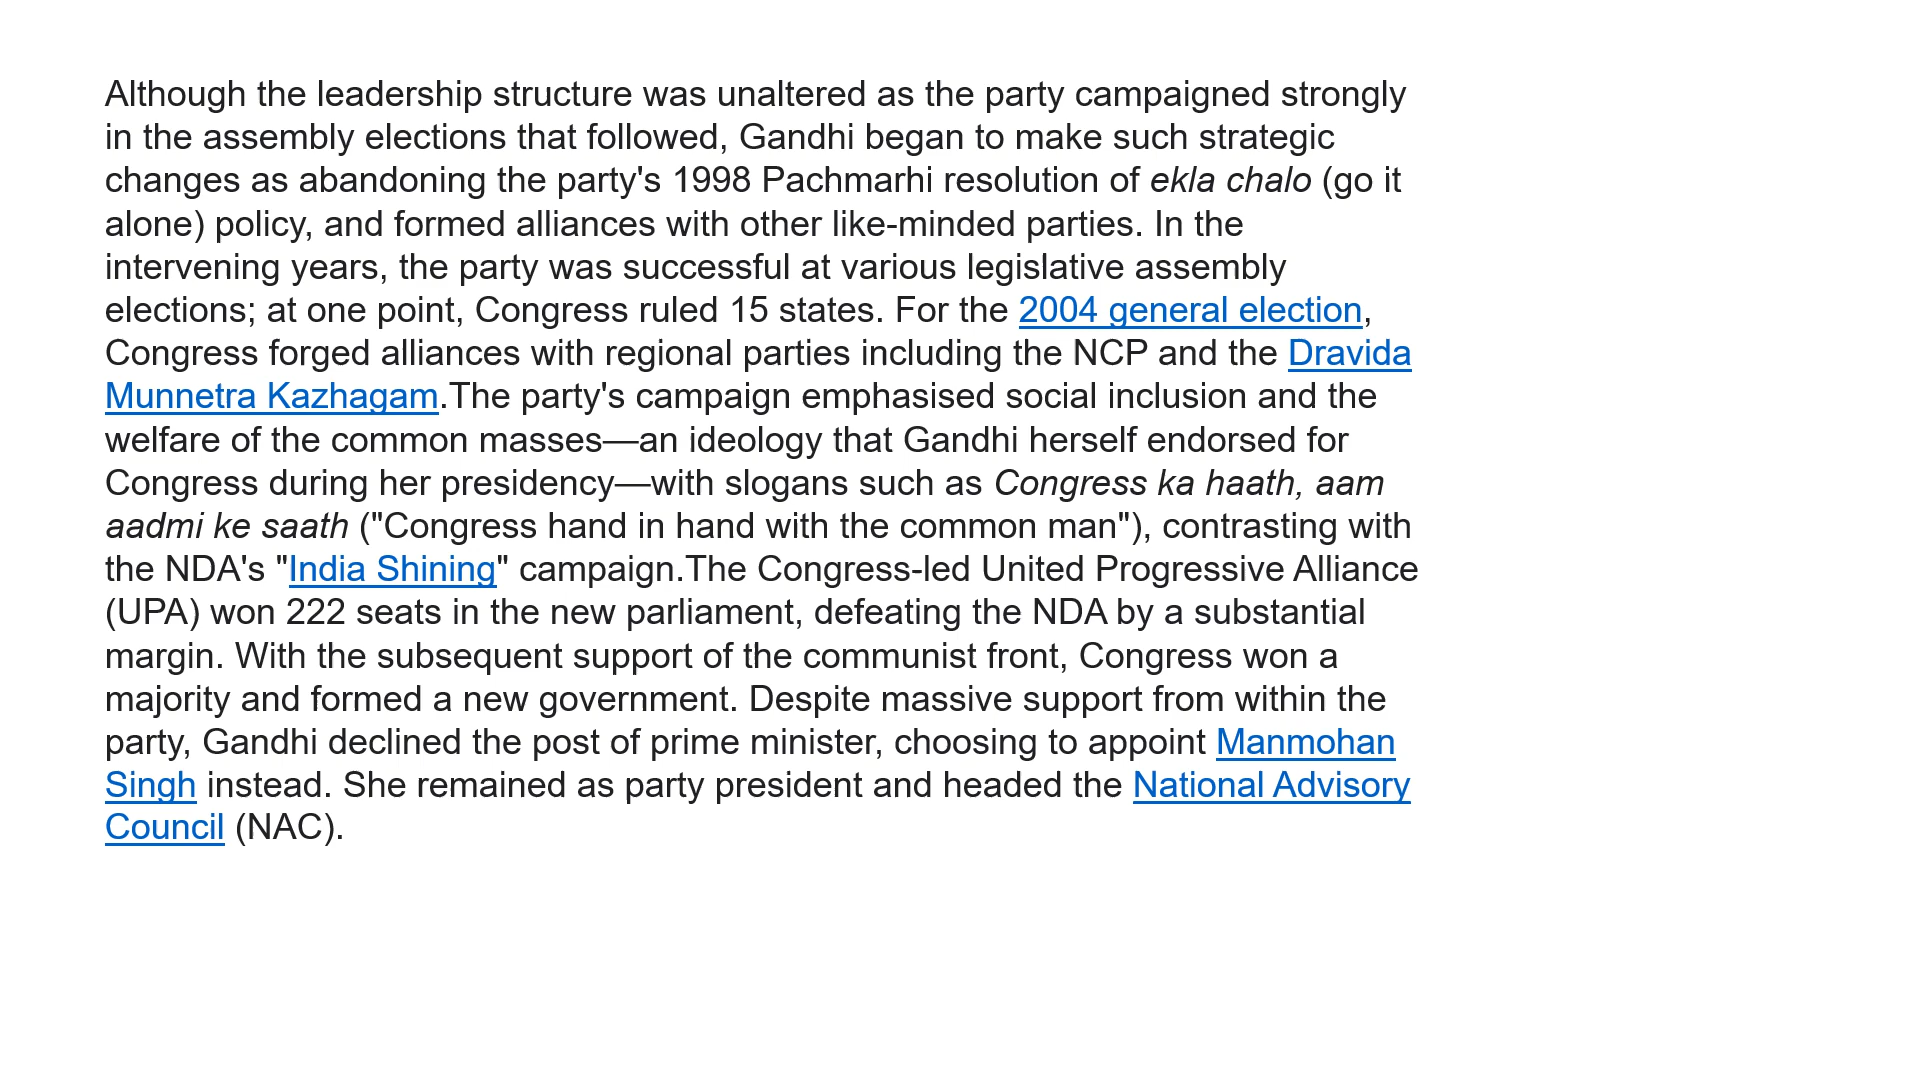 Although the leadership structure was unaltered as the party campaigned strongly
in the assembly elections that followed, Gandhi began to make such strategic
changes as abandoning the party's 1998 Pachmarhi resolution of ekla chalo (go it
alone) policy, and formed alliances with other like-minded parties. In the
intervening years, the party was successful at various legislative assembly
elections; at one point, Congress ruled 15 states. For the 2004 general election,
Congress forged alliances with regional parties including the NCP and the Dravida
Munnetra Kazhagam.The party's campaign emphasised social inclusion and the
welfare of the common masses—an ideology that Gandhi herself endorsed for
Congress during her presidency—with slogans such as Congress ka haath, aam
aadmi ke saath ("Congress hand in hand with the common man"), contrasting with
the NDA's "India Shining" campaign.The Congress-led United Progressive Alliance
(UPA) won 222 seats in the new parliament, defeating the NDA by a substantial
margin. With the subsequent support of the communist front, Congress won a
majority and formed a new government. Despite massive support from within the
party, Gandhi declined the post of prime minister, choosing to appoint Manmohan
Singh instead. She remained as party president and headed the National Advisory
Council (NAC).